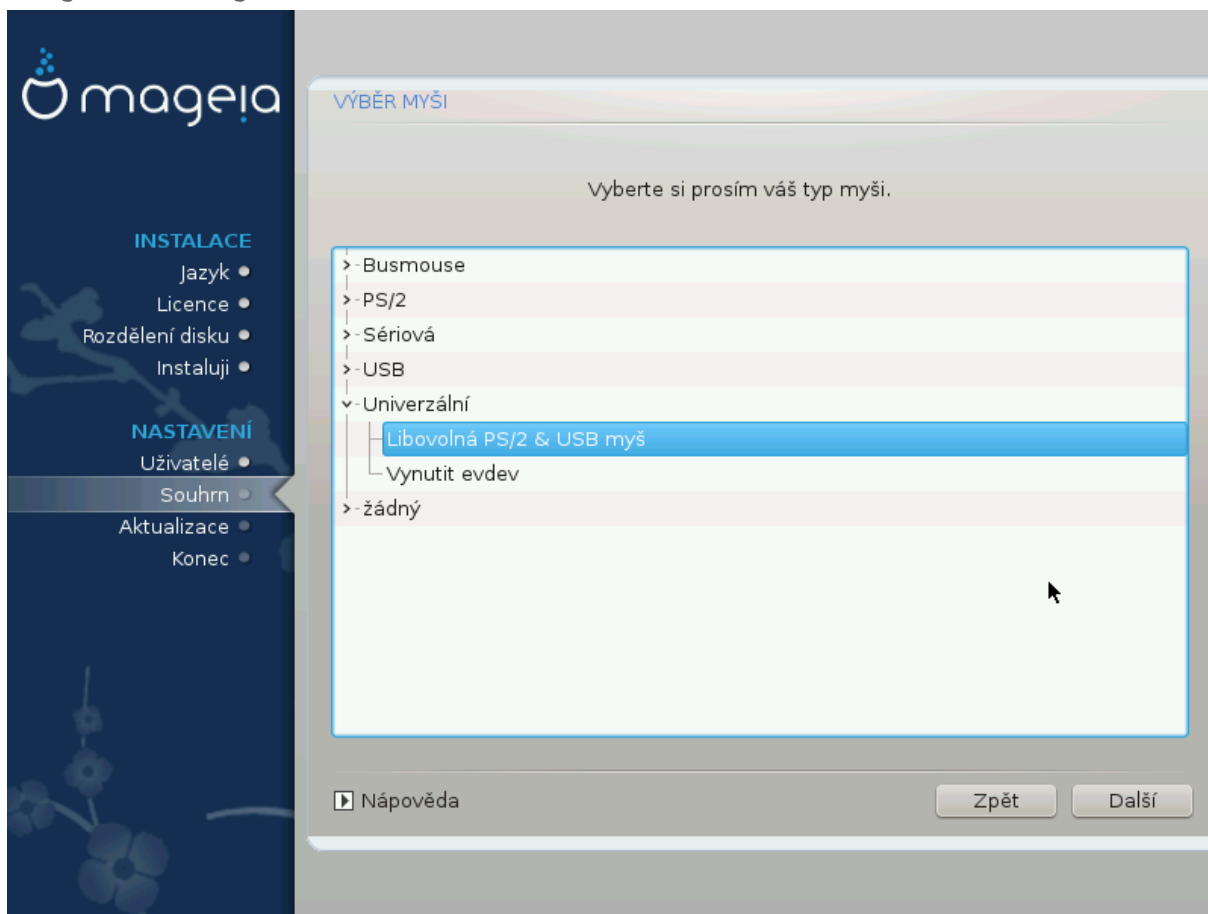 mageia
INSTALACE
Jazyk
Licence
Rozdělení disku
Instaluji
NASTAVENÍ
Uživatelé
Souhrn
Aktualizace
Konec
VÝBĚR MYŠI
Vyberte si prosím váš typ myši.
Busmouse
PS/2
Sériová
USB
Univerzální
Libovolná PS/2 & USB myš
Vynutit evdev
žádný
Nápověda
Zpět
Další